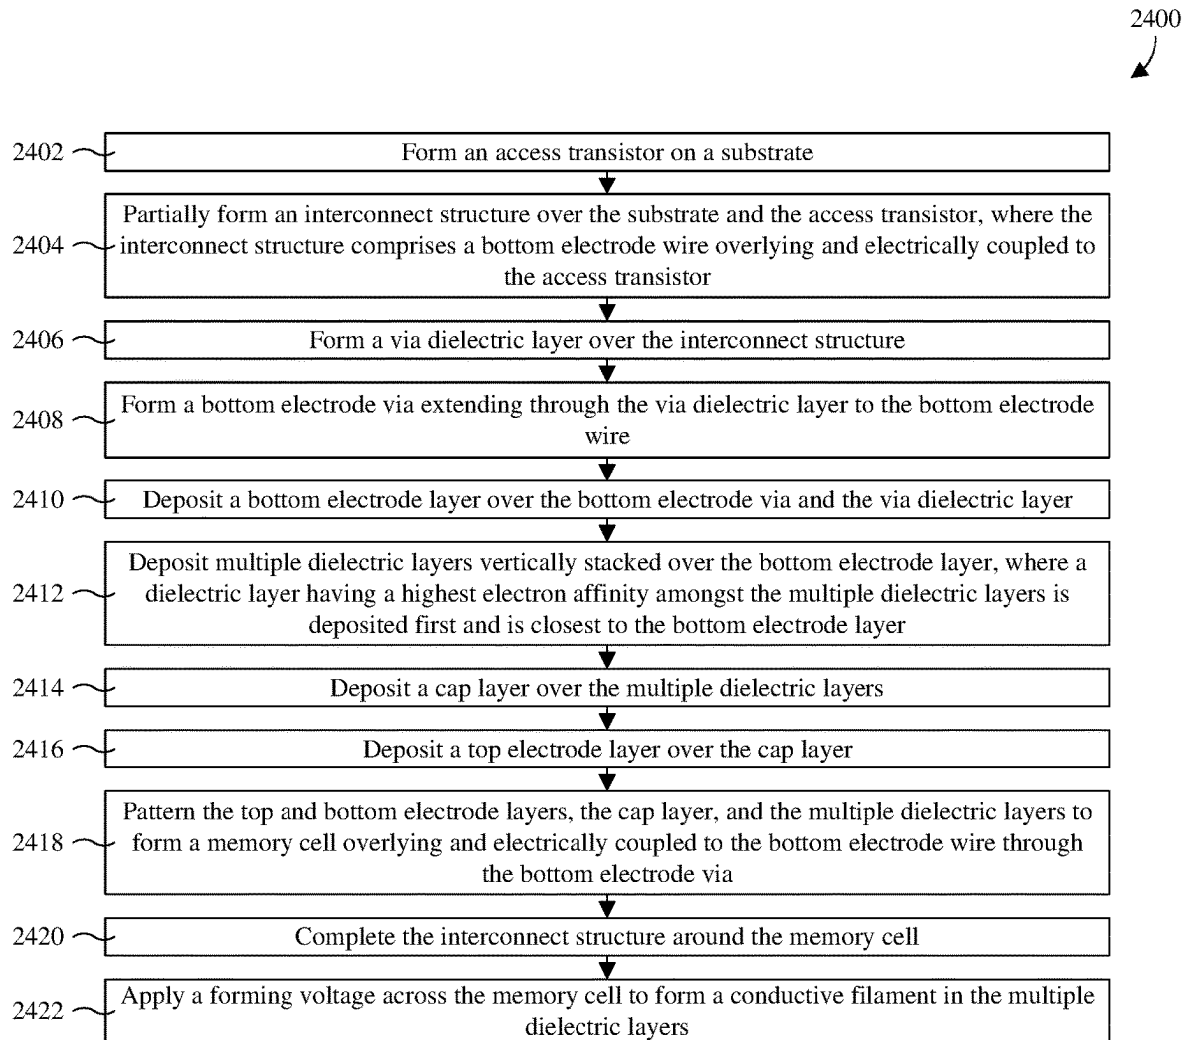 2400
2402
Form an access transistor on a substrate
2404
Partially form an interconnect structure over the substrate and the access transistor, where the
interconnect structure comprises a bottom electrode wire overlying and electrically coupled to
the access transistor
2406
Form a via dielectric layer over the interconnect structure
2408
Form a bottom electrode via extending through the via dielectric layer to the bottom electrode
wire
2410
Deposit a bottom electrode layer over the bottom electrode via and the via dielectric layer
2412
Deposit multiple dielectric layers vertically stacked over the bottom electrode layer, where a
dielectric layer having a highest electron affinity amongst the multiple dielectric layers is
deposited first and is closest to the bottom electrode layer
2414
Deposit a cap layer over the multiple dielectric layers
2416
Deposit a top electrode layer over the cap layer
2418
Pattern the top and bottom electrode layers, the cap layer, and the multiple dielectric layers to
form a memory cell overlying and electrically coupled to the bottom electrode wire through
the bottom electrode via
2420
Complete the interconnect structure around the memory cell
2422
Apply a forming voltage across the memory cell to form a conductive filament in the multiple
dielectric layers